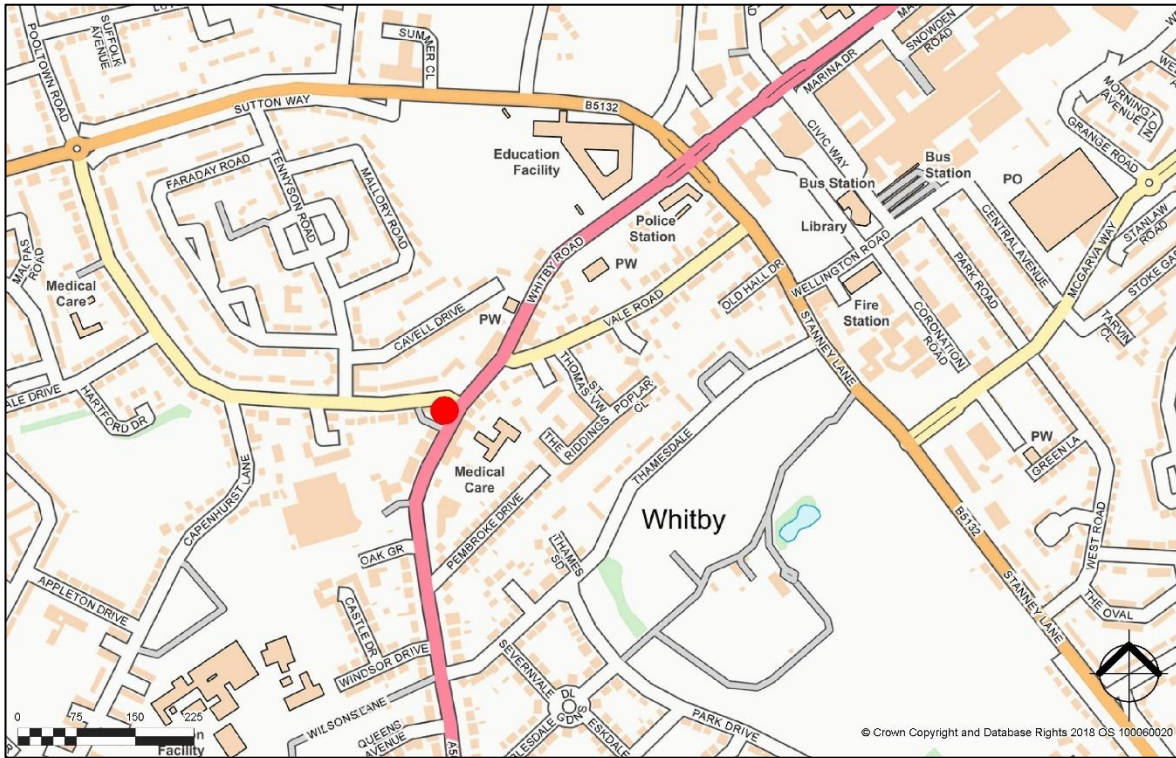 POOLTOWN ROAD
SUFFOLK
AVENUE
SUMMER CL
SNOWDEN
ROAD
MARINA DR
B5132
SUTTON WAY
MORNINGTON
AVENUE
GRANGE ROAD
CIVIC WAY
Education
Facility
Bus
Station
Bus Station
PO
FARADAY ROAD
TENNYSON ROAD
MALLORY ROAD
Police
Station
Library
CENTRAL AVENUE
STANLAW
ROAD
MALPAS
ROAD
WHITBY ROAD
PW
WELLINGTON ROAD
PARK ROAD
MCGARVA WAY
STOKE GA
Medical
Care
OLD HALL DR
Fire
Station
CORONATION
ROAD
TARVIN
CL
PW
VALE ROAD
CAVELL DRIVE
STANNEY LANE
ALE DRIVE
HARTFORD DR
ST
THOMAS VW
POPLAR
CL
THE
RIDDINGS
THAMESDALE
PW
GREEN LA
Medical
Care
CAPENHURST LANE
PEMBROKE DRIVE
Whitby
B5132
OAK GR
THAMES
SD
WEST ROAD
APPLETON DRIVE
CASTLE DR
THE OVAL
STANNEY LANE
WINDSOR DRIVE
SEVERNVALE
WILSONS LANE
QUEENS
AVENUE
ESKDALE
PARK DRIVE
0 75 150 225
Facility
© Crown Copyright and Database Rights 2018 OS 100060020